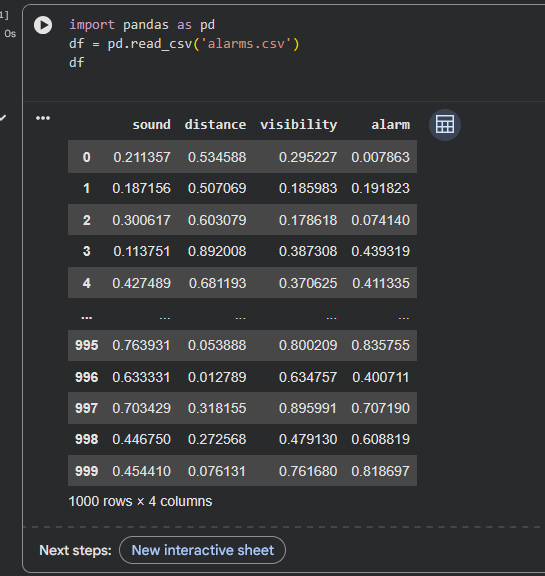 1]
0s
import pandas as pd
df = pd.read_csv('alarms.csv')
df
sound distance visibility alarm
0 0.211357 0.534588 0.295227 0.007863
1 0.187156 0.507069 0.185983 0.191823
2 0.300617 0.603079 0.178618 0.074140
3 0.113751 0.892008 0.387308 0.439319
4 0.427489 0.681193 0.370625 0.411335
... ... ... ... ...
995 0.763931 0.053888 0.800209 0.835755
996 0.633331 0.012789 0.634757 0.400711
997 0.703429 0.318155 0.895991 0.707190
998 0.446750 0.272568 0.479130 0.608819
999 0.454410 0.076131 0.761680 0.818697
1000 rows × 4 columns
Next steps: New interactive sheet